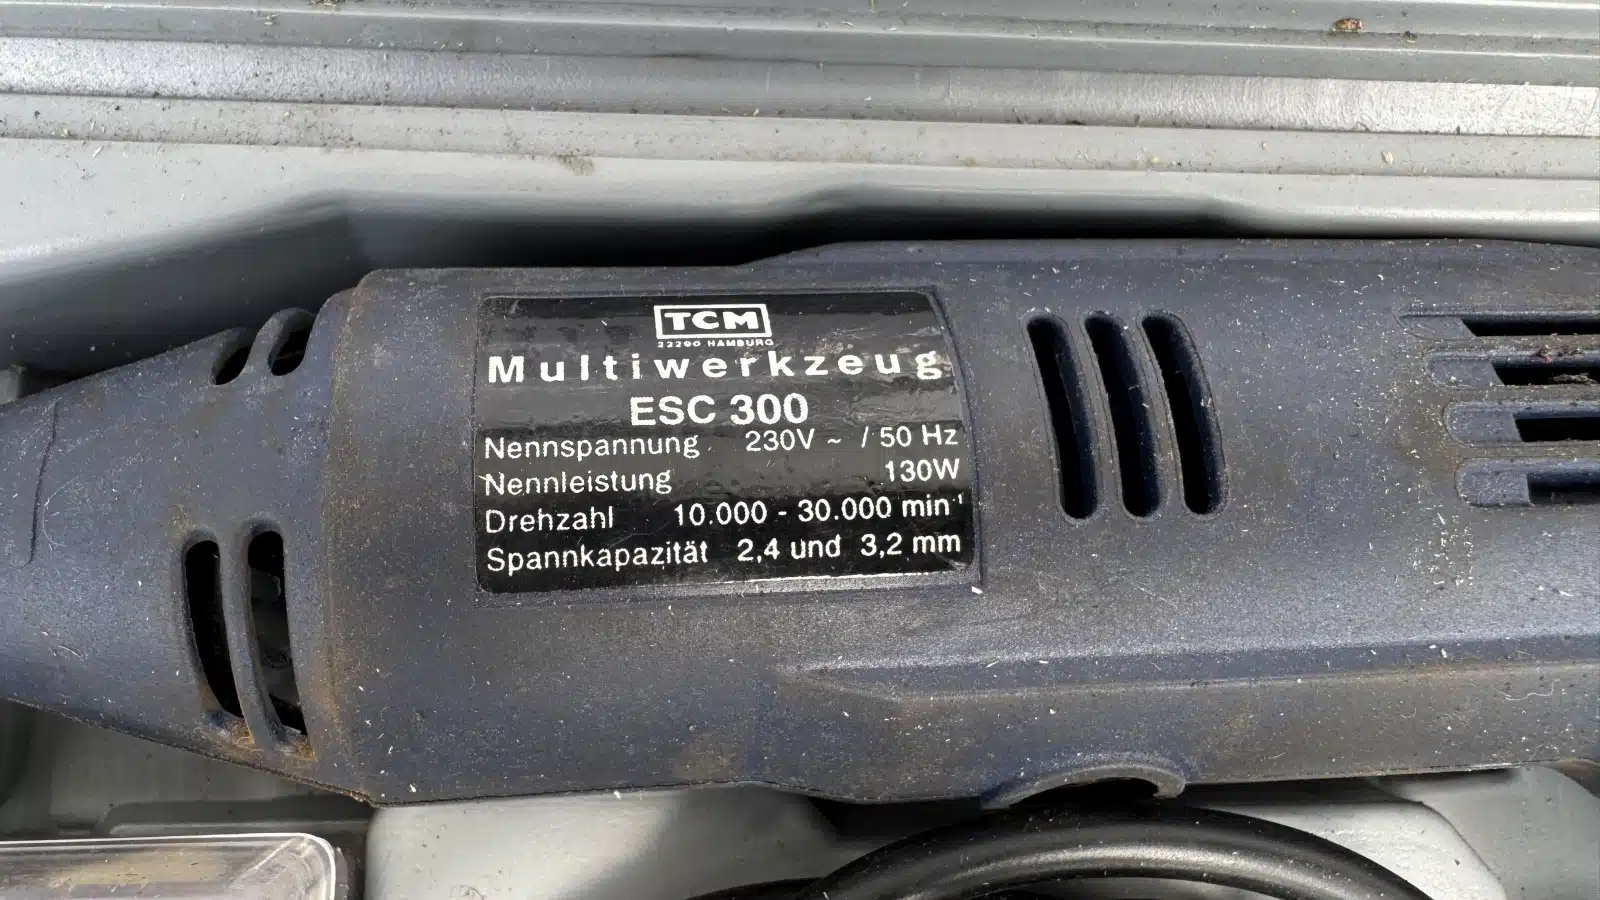 TCM
22290 HAMBURG
Multiwerkzeug
ESC 300
Nennspannung 230V ~ / 50 Hz
Nennleistung 130W
Drehzahl 10.000 - 30.000 min⁻¹
Spannkapazität 2,4 und 3,2 mm